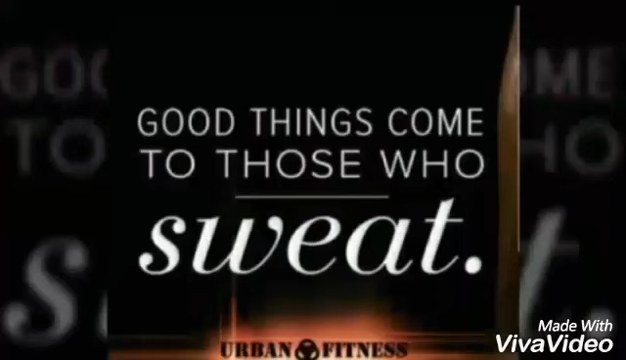 GOOD THINGS COME
TO THOSE WHO
sweat.
URBAN FITNESS
Made With
VivaVideo